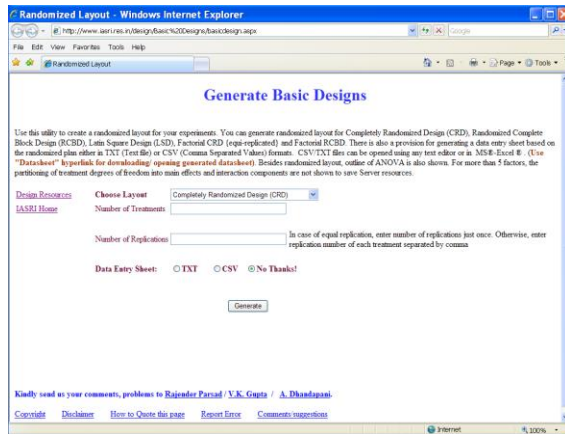 Randomized Layout - Windows Internet Explorer
http://www.iasri.res.in/design/Basic%20Designs/basicdesign.aspx
Google
File Edit View Favorites Tools Help
Randomized Layout
Page Tools
Generate Basic Designs
Use this utility to create a randomized layout for your experiments. You can generate randomized layout for Completely Randomized Design (CRD), Randomized Complete
Block Design (RCBD), Latin Square Design (LSD), Factorial CRD {equi-replicated} and Factorial RCBD. There is also a provision for generating a data entry sheet based on
the randomized plan either in TXT (Text file) or CSV (Comma Separated Values) formats. CSV/TXT files can be opened using any text editor or in MS®-Excel ®. (Use
"Datasheet" hyperlink for downloading/ opening generated datasheet). Besides randomized layout, outline of ANOVA is also shown. For more than 5 factors, the
partitioning of treatment degrees of freedom into main effects and interaction components are not shown to save Server resources.
Design Resources Choose Layout Completely Randomized Design (CRD)
IASRI Home Number of Treatments
Number of Replications In case of equal replication, enter number of replications just once. Otherwise, enter
replication number of each treatment separated by comma
Data Entry Sheet: TXT CSV No Thanks!
Generate
Kindly send us your comments, problems to Rajender Parsad / V.K. Gupta / A. Dhandapani.
Copyright Disclaimer How to Quote this page Report Error Comments/suggestions
Internet 100%